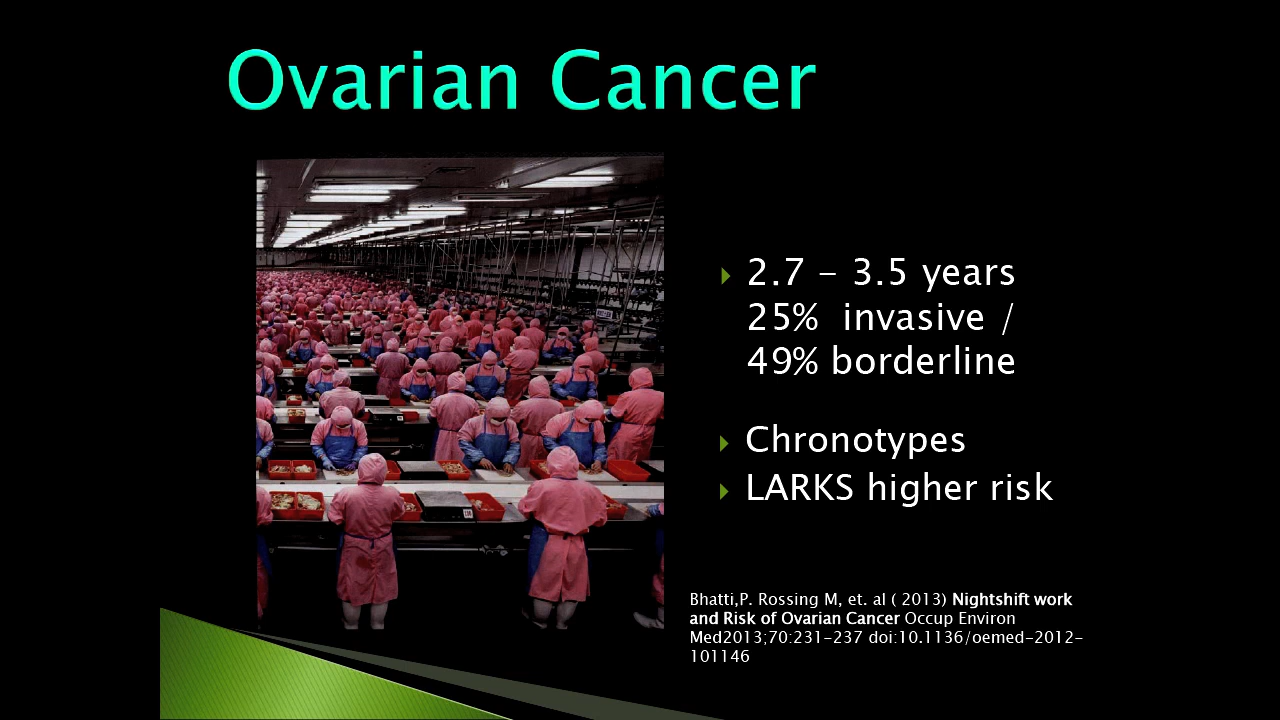 Ovarian Cancer
2.7 – 3.5 years
25%  invasive /
49% borderline
Chronotypes
LARKS higher risk
Bhatti,P. Rossing M, et. al ( 2013) Nightshift work
and Risk of Ovarian Cancer Occup Environ
Med2013;70:231-237 doi:10.1136/oemed-2012-
101146